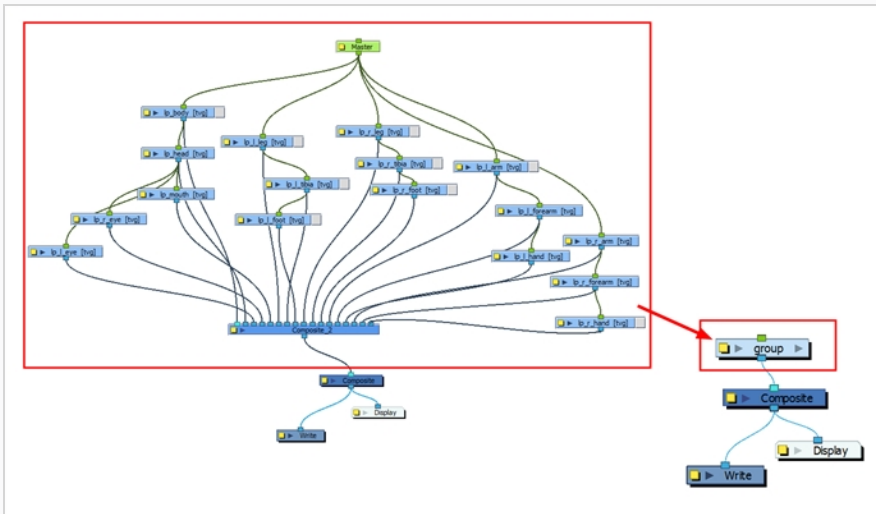 Master
lp_body [tvg]
lp_r_leg [tvg]
lp_l_leg [tvg]
lp_head [tvg]
lp_r_tibia [tvg]
lp_l_arm [tvg]
lp_l_tibia [tvg]
lp_r_foot [tvg]
lp_mouth [tvg]
lp_l_forearm [tvg]
lp_r_eye [tvg]
lp_l_foot [tvg]
lp_r_arm [tvg]
lp_l_eye [tvg]
lp_l_hand [tvg]
lp_r_forearm [tvg]
lp_r_hand [tvg]
Composite_2
group
Composite
Display
Write
Composite
Display
Write